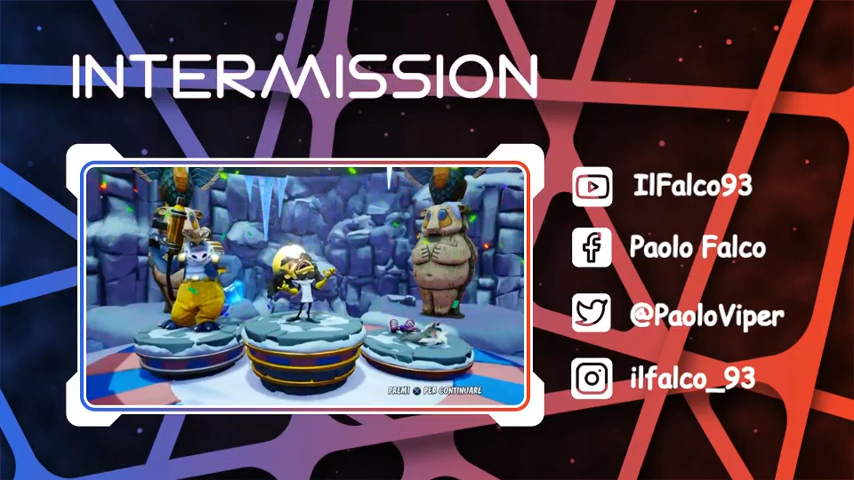 INTERMISSION
IlFalco93
Paolo Falco
@PaoloViper
ilfalco_93
PREMI PER CONTINUARE